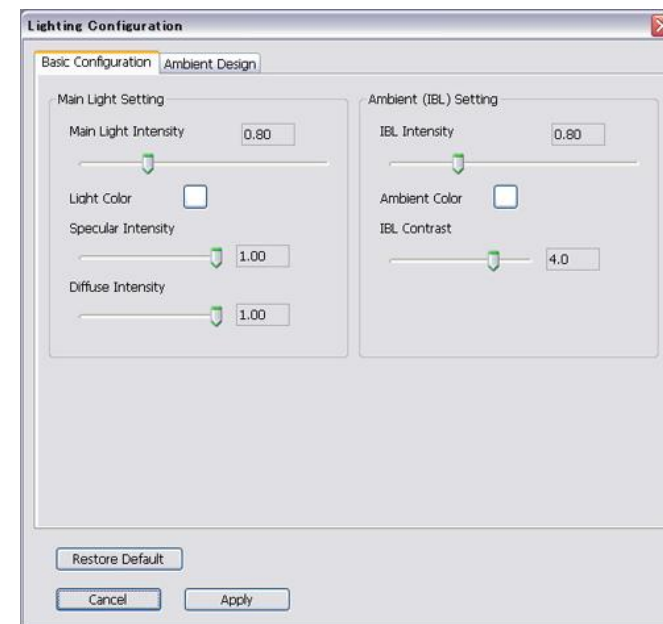 Lighting Configuration
Basic Configuration
Ambient Design
Main Light Setting
Main Light Intensity
0.80
Light Color
Specular Intensity
1.00
Diffuse Intensity
1.00
Ambient (IBL) Setting
IBL Intensity
0.80
Ambient Color
IBL Contrast
4.0
Restore Default
Cancel
Apply